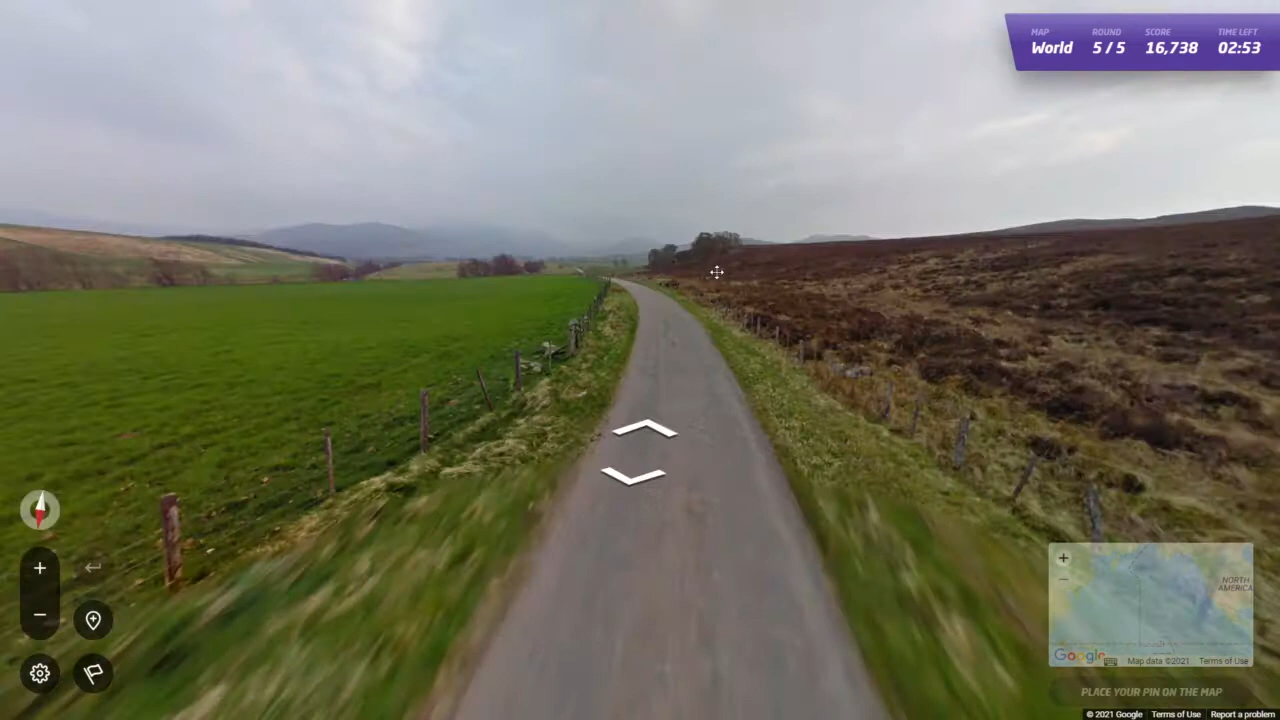 MAP ROUND SCORE TIME LEFT
World 5 / 5 16,738 02:53
NORTH
AMERICA
Google Map data ©2021 Terms of Use
PLACE YOUR PIN ON THE MAP
© 2021 Google Terms of Use Report a problem